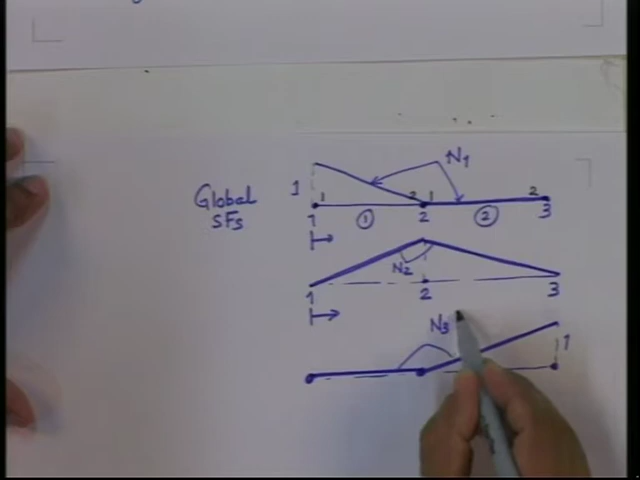 N1
1 1 2 1 2
Global ① 2 ② 3
SFs 1
N2
1 2 3
N3 1